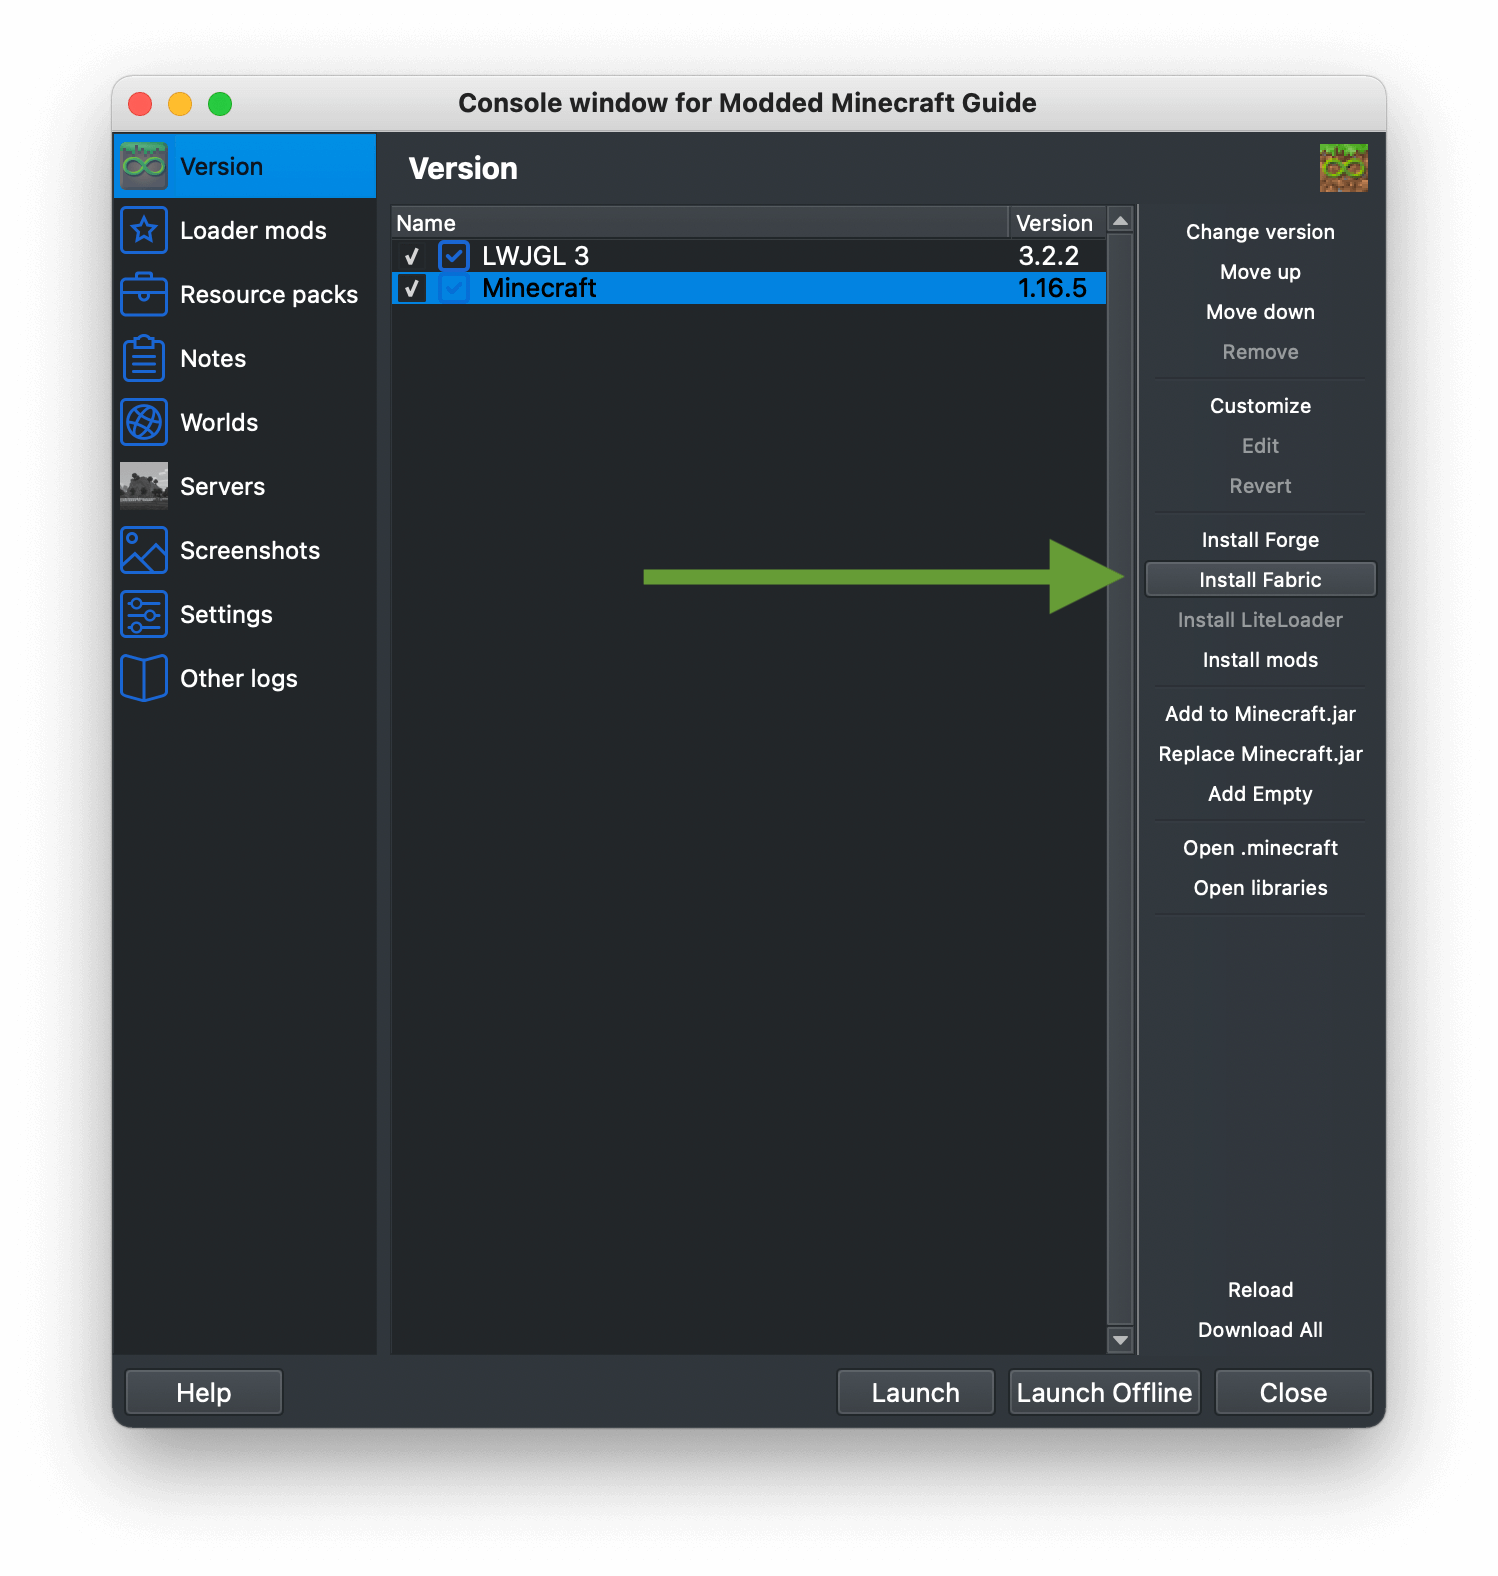 Console window for Modded Minecraft Guide
Version
Loader mods
Resource packs
Notes
Worlds
Servers
Screenshots
Settings
Other logs
Version
Name Version
LWJGL 3 3.2.2
Minecraft 1.16.5
Change version
Move up
Move down
Remove
Customize
Edit
Revert
Install Forge
Install Fabric
Install LiteLoader
Install mods
Add to Minecraft.jar
Replace Minecraft.jar
Add Empty
Open .minecraft
Open libraries
Reload
Download All
Help Launch Launch Offline Close